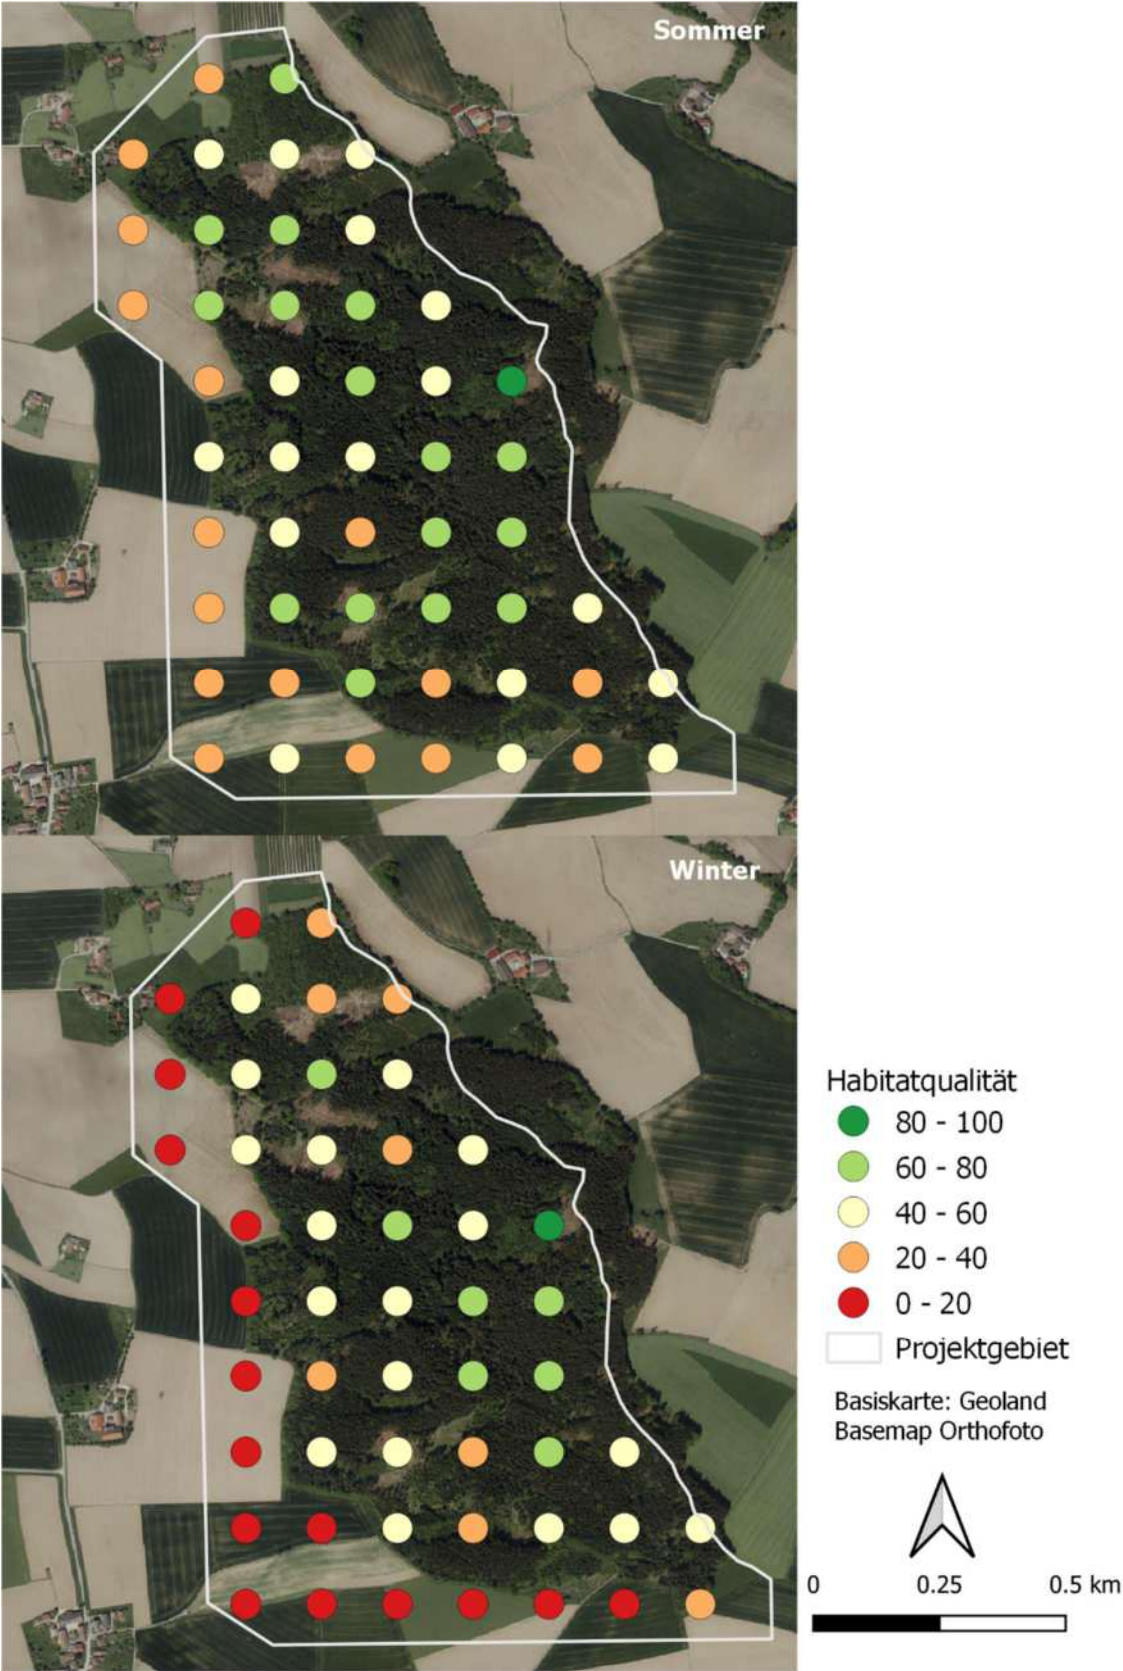 Sommer
Winter
Habitatqualität
80 - 100
60 - 80
40 - 60
20 - 40
0 - 20
Projektgebiet
Basiskarte: Geoland
Basemap Orthofoto
0 0.25 0.5 km